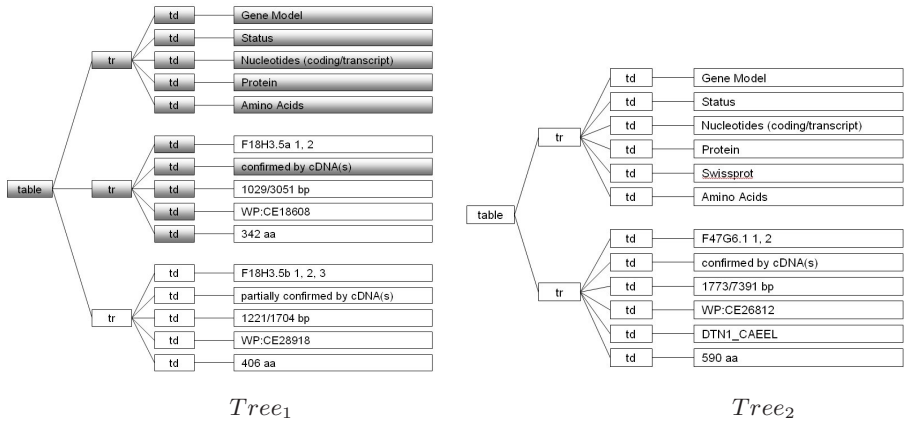 table
tr
td Gene Model
td Status
td Nucleotides (coding/transcript)
td Protein
td Amino Acids
tr
td F18H3.5a 1, 2
td confirmed by cDNA(s)
td 1029/3051 bp
td WP:CE18608
td 342 aa
tr
td F18H3.5b 1, 2, 3
td partially confirmed by cDNA(s)
td 1221/1704 bp
td WP:CE28918
td 406 aa
Tree1
table
tr
td Gene Model
td Status
td Nucleotides (coding/transcript)
td Protein
td Swissprot
td Amino Acids
tr
td F47G6.1 1, 2
td confirmed by cDNA(s)
td 1773/7391 bp
td WP:CE26812
td DTN1_CAEEL
td 590 aa
Tree2